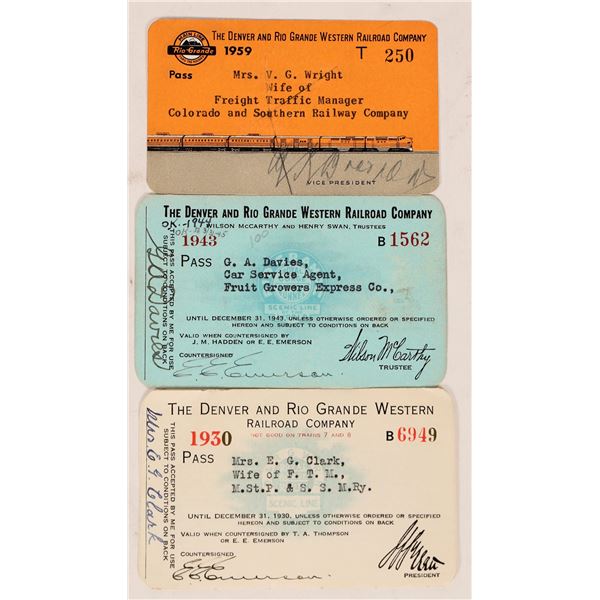 MAIN LINE
Rio Grande
THE DENVER AND RIO GRANDE WESTERN RAILROAD COMPANY
1959
T 250
Pass
Mrs. V. G. Wright
Wife of
Freight Traffic Manager
Colorado and Southern Railway Company
VICE PRESIDENT
OK-1944
THE DENVER AND RIO GRANDE WESTERN RAILROAD COMPANY
WILSON MCCARTHY AND HENRY SWAN, TRUSTEES
1943
100
B 1562
PASS
G. A. Davies,
Car Service Agent,
Fruit Growers Express Co.,
SCENIC LINE
UNTIL DECEMBER 31, 1943, UNLESS OTHERWISE ORDERED OR SPECIFIED
HEREON AND SUBJECT TO CONDITIONS ON BACK
VALID WHEN COUNTERSIGNED BY
J. M. HADDEN OR E. E. EMERSON
COUNTERSIGNED
E. E. Emerson
Wilson McCarthy
TRUSTEE
THIS PASS ACCEPTED BY ME FOR USE
SUBJECT TO CONDITIONS ON BACK
G A Davies
THE DENVER AND RIO GRANDE WESTERN
RAILROAD COMPANY
1930
NOT GOOD ON TRAINS 7 AND 8
B 6949
PASS
Mrs. E. G. Clark,
Wife of F. T. M.,
M.St.P. & S. S. M.Ry.
SCENIC LINE
UNTIL DECEMBER 31, 1930, UNLESS OTHERWISE ORDERED OR SPECIFIED
HEREON AND SUBJECT TO CONDITIONS ON BACK
VALID WHEN COUNTERSIGNED BY T. A. THOMPSON
OR E. E. EMERSON
COUNTERSIGNED
E. E. Emerson
PRESIDENT
THIS PASS ACCEPTED BY ME FOR USE
SUBJECT TO CONDITIONS ON BACK
Mrs. E. G. Clark